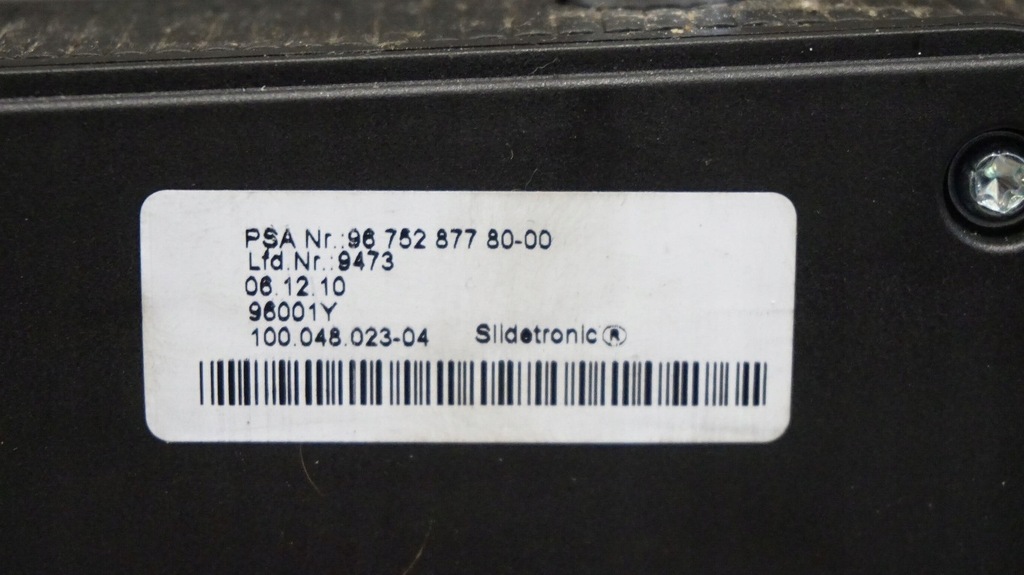 PSA Nr.:96 752 877 80-00
Lfd.Nr.:9473
06.12.10
96001Y
100.048.023-04 Slidetronic®